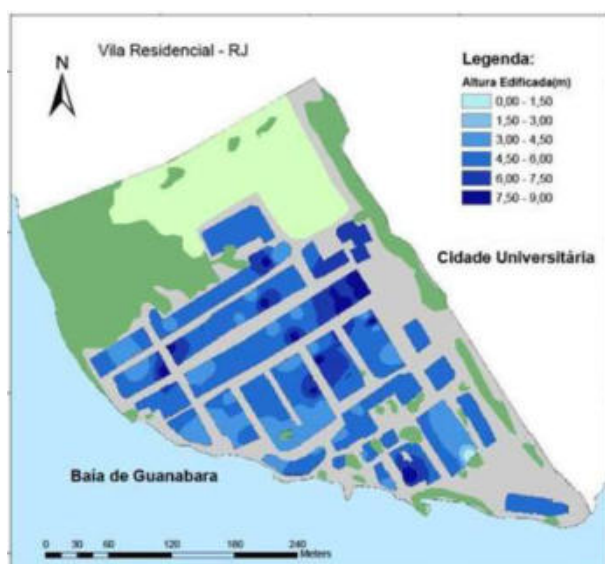 Vila Residencial - RJ
N
Legenda:
Altura Edificada(m)
0,00 - 1,50
1,50 - 3,00
3,00 - 4,50
4,50 - 6,00
6,00 - 7,50
7,50 - 9,00
Cidade Universitária
Baía de Guanabara
0 30 60 120 180 240
Meters